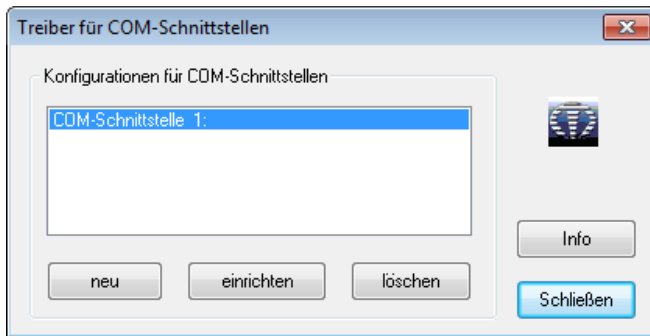 Treiber für COM-Schnittstellen
Konfigurationen für COM-Schnittstellen
COM-Schnittstelle 1:
neu
einrichten
löschen
Info
Schließen